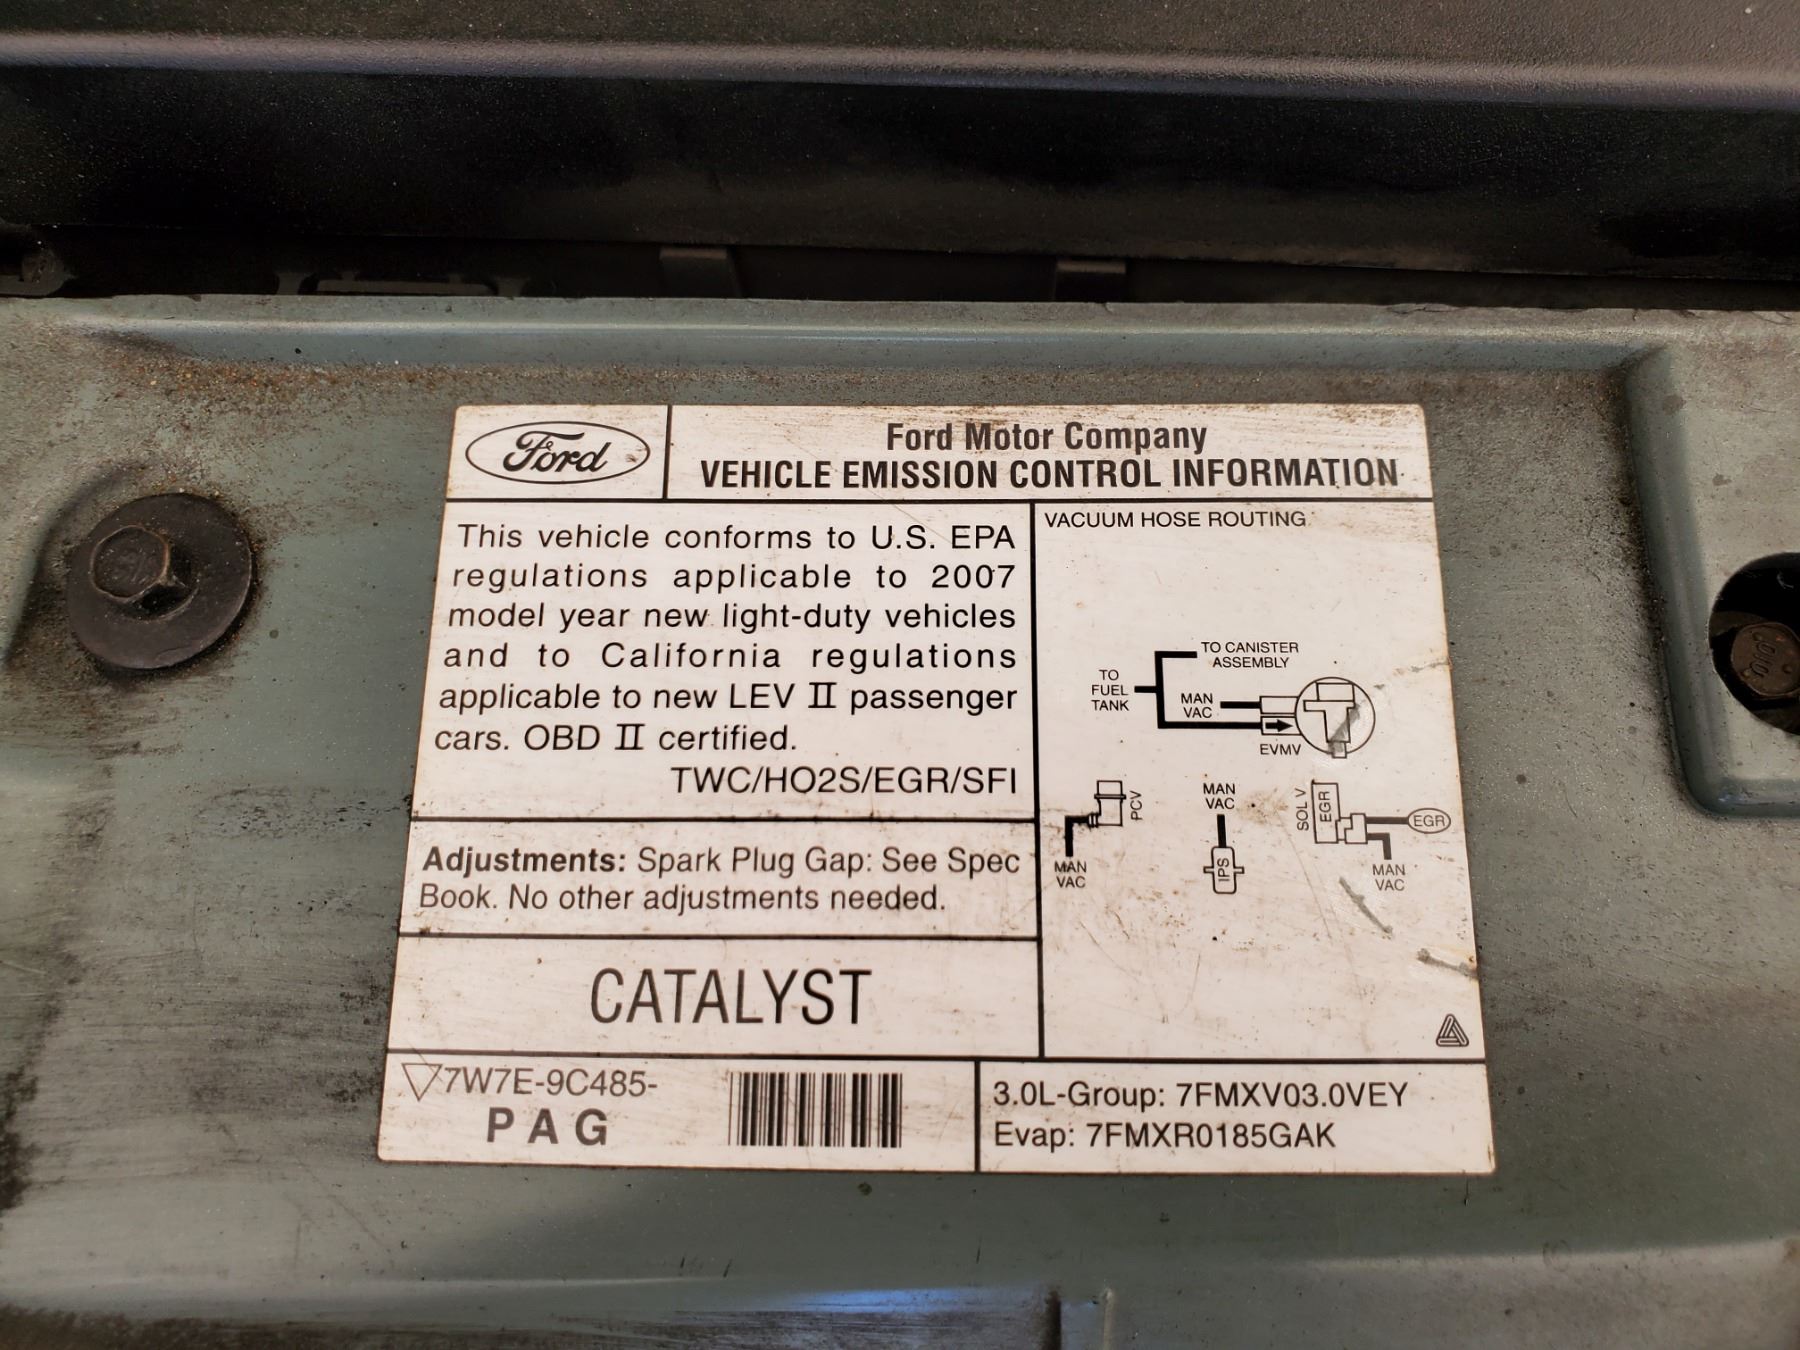 Ford
Ford Motor Company
VEHICLE EMISSION CONTROL INFORMATION
This vehicle conforms to U.S. EPA
regulations applicable to 2007
model year new light-duty vehicles
and to California regulations
applicable to new LEV II passenger
cars. OBD II certified.
TWC/HO2S/EGR/SFI
Adjustments: Spark Plug Gap: See Spec
Book. No other adjustments needed.
CATALYST
7W7E-9C485-
PAG
VACUUM HOSE ROUTING
TO CANISTER
ASSEMBLY
TO
FUEL
TANK
MAN
VAC
EVMV
PCV
MAN
VAC
MAN
VAC
IPS
SOL V
EGR
EGR
MAN
VAC
3.0L-Group: 7FMXV03.0VEY
Evap: 7FMXR0185GAK